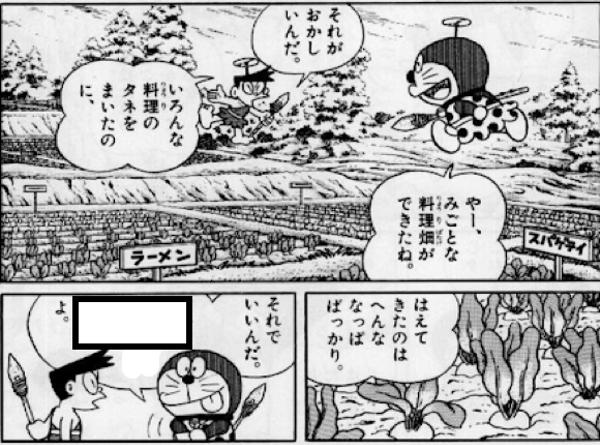 やー、
みごとな
料理畑が
できたね。
それが
おかし
いんだ。
いろんな
料理の
タネを
まいたの
に、
スパゲティ
ラーメン
はえて
きたのは
へんな
なっぱ
ばっかり。
それで
いいんだ。
よ。